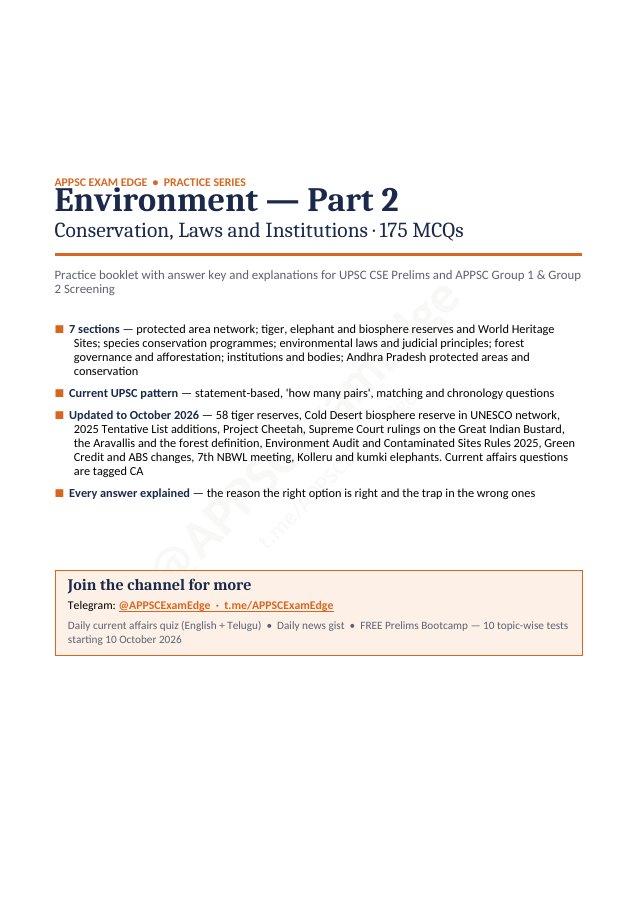 APPSC EXAM EDGE • PRACTICE SERIES
Environment — Part 2
Conservation, Laws and Institutions · 175 MCQs
Practice booklet with answer key and explanations for UPSC CSE Prelims and APPSC Group 1 & Group
2 Screening
■ 7 sections — protected area network; tiger, elephant and biosphere reserves and World Heritage
Sites; species conservation programmes; environmental laws and judicial principles; forest
governance and afforestation; institutions and bodies; Andhra Pradesh protected areas and
conservation
■ Current UPSC pattern — statement-based, 'how many pairs', matching and chronology questions
■ Updated to October 2026 — 58 tiger reserves, Cold Desert biosphere reserve in UNESCO network,
2025 Tentative List additions, Project Cheetah, Supreme Court rulings on the Great Indian Bustard,
the Aravallis and the forest definition, Environment Audit and Contaminated Sites Rules 2025, Green
Credit and ABS changes, 7th NBWL meeting, Kolleru and kumki elephants. Current affairs questions
are tagged CA
■ Every answer explained — the reason the right option is right and the trap in the wrong ones
@APPSCExamEdge
t.me/APPSCExamEdge
Join the channel for more
Telegram: @APPSCExamEdge · t.me/APPSCExamEdge
Daily current affairs quiz (English + Telugu) • Daily news gist • FREE Prelims Bootcamp — 10 topic-wise tests
starting 10 October 2026